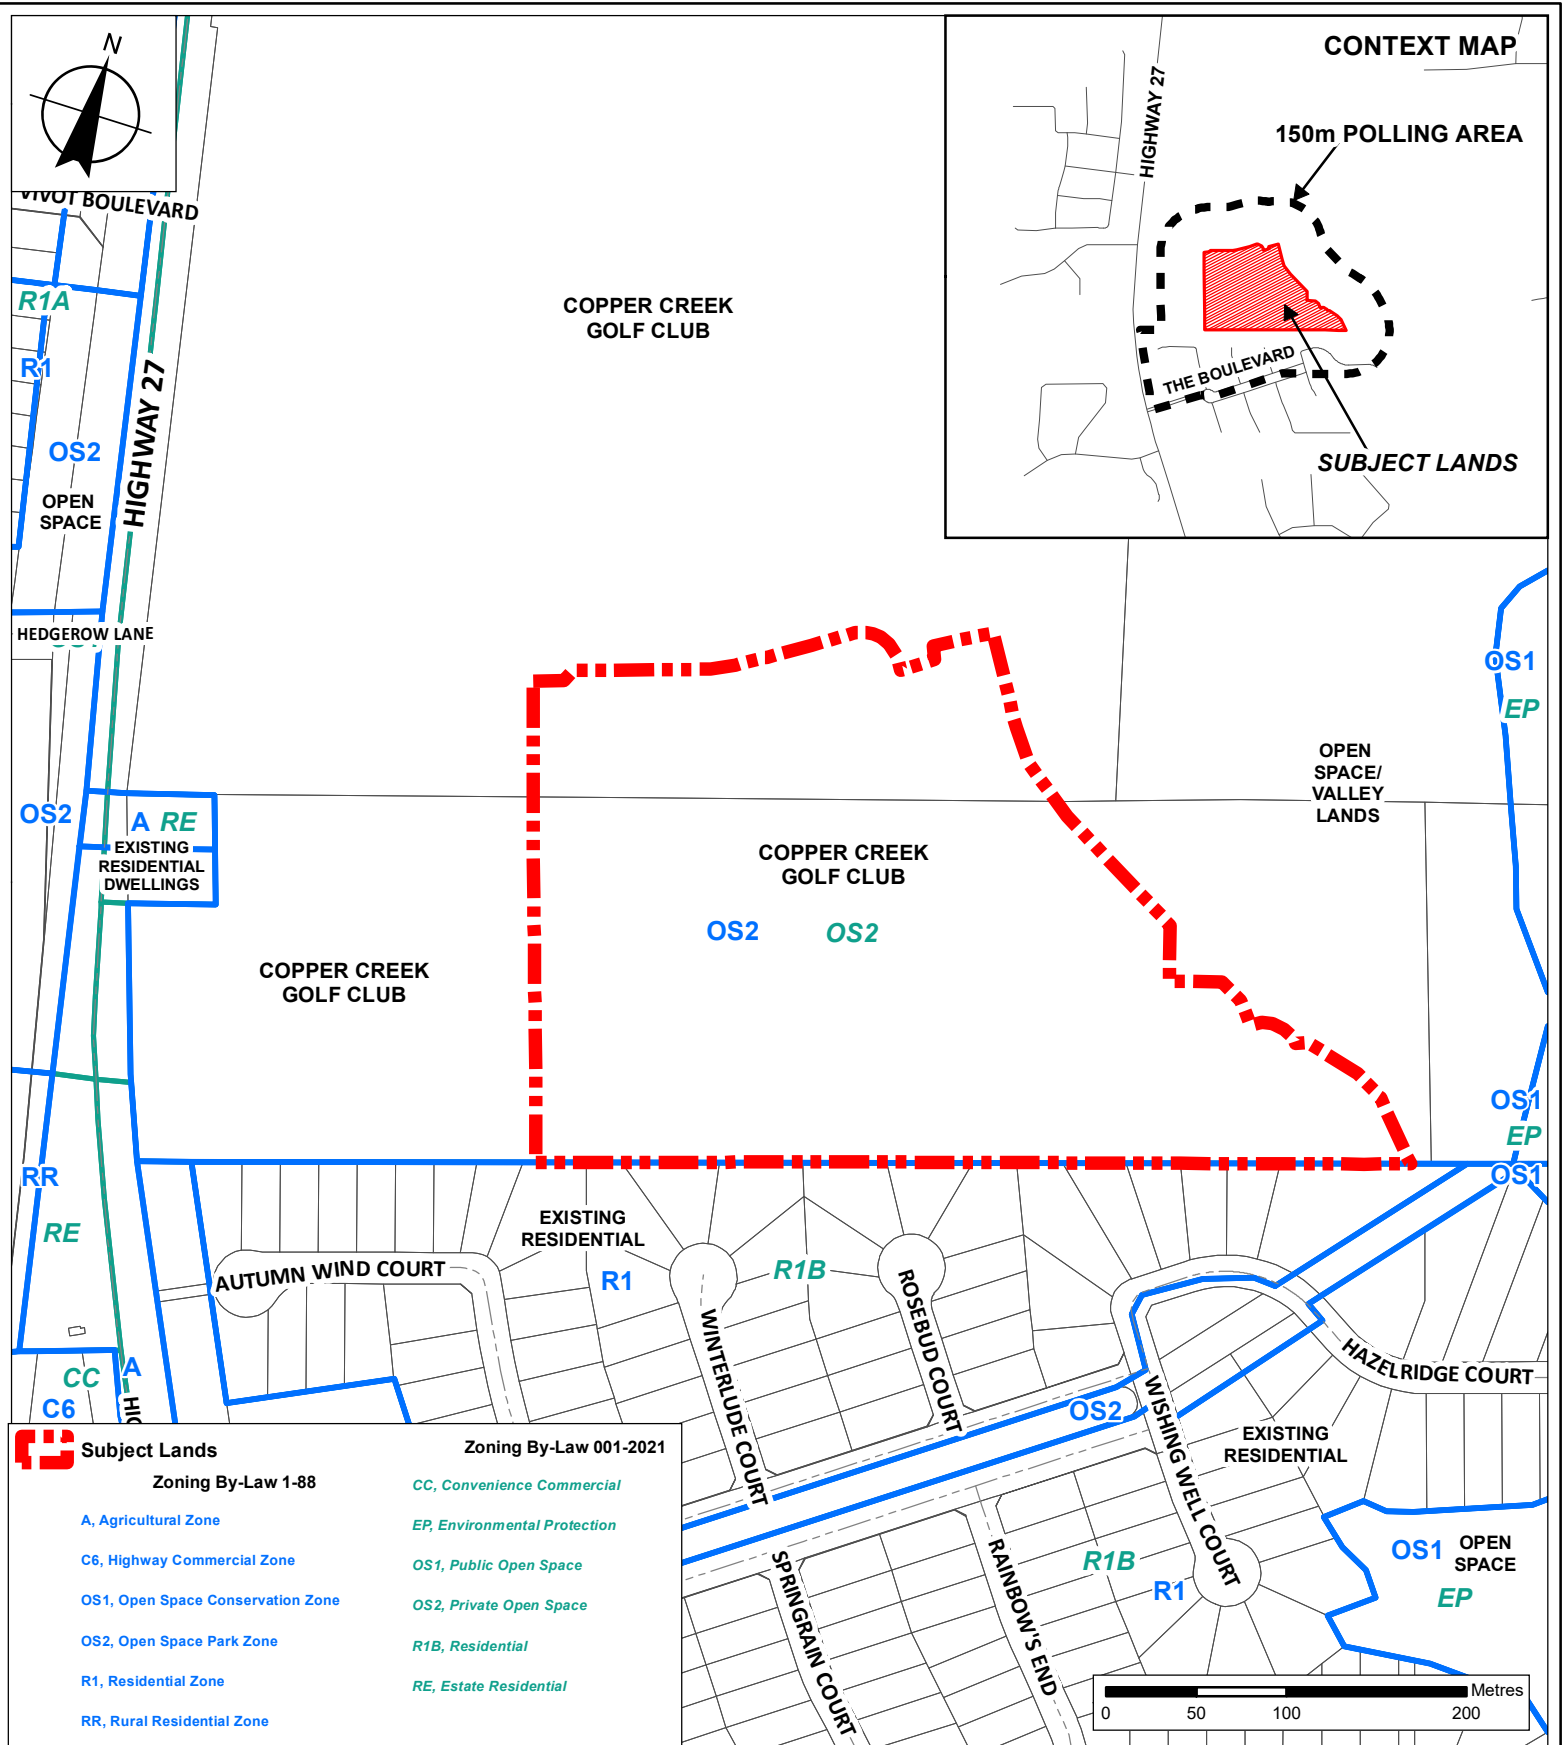 N
CONTEXT MAP
HIGHWAY 27
150m POLLING AREA
THE BOULEVARD
SUBJECT LANDS
VIVOT BOULEVARD
R1A
R1
OS2
OPEN
SPACE
HIGHWAY 27
COPPER CREEK
GOLF CLUB
HEDGEROW LANE
OS1
EP
OPEN
SPACE/
VALLEY
LANDS
OS2
A RE
EXISTING
RESIDENTIAL
DWELLINGS
COPPER CREEK
GOLF CLUB
OS2 OS2
COPPER CREEK
GOLF CLUB
OS1
EP
OS1
RR
RE
EXISTING
RESIDENTIAL
R1
R1B
AUTUMN WIND COURT
WINTERLUDE COURT
ROSEBUD COURT
WISHING WELL COURT
HAZELRIDGE COURT
CC
A
C6
HIG
OS2
EXISTING
RESIDENTIAL
SPRINGRAIN COURT
RAINBOW'S END
R1B
R1
OS1
OPEN
SPACE
EP
Subject Lands
Zoning By-Law 1-88
A, Agricultural Zone
C6, Highway Commercial Zone
OS1, Open Space Conservation Zone
OS2, Open Space Park Zone
R1, Residential Zone
RR, Rural Residential Zone
Zoning By-Law 001-2021
CC, Convenience Commercial
EP, Environmental Protection
OS1, Public Open Space
OS2, Private Open Space
R1B, Residential
RE, Estate Residential
Metres
0 50 100 200